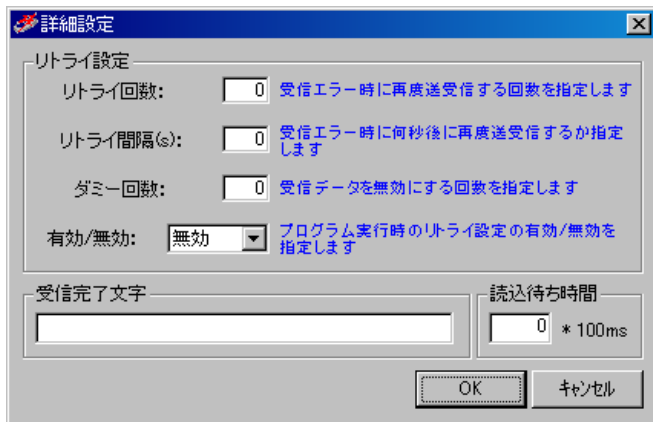 詳細設定
リトライ設定
リトライ回数: 0 受信エラー時に再度送受信する回数を指定します
リトライ間隔(s): 0 受信エラー時に何秒後に再度送受信するか指定
します
ダミー回数: 0 受信データを無効にする回数を指定します
有効/無効: 無効 プログラム実行時のリトライ設定の有効/無効を
指定します
受信完了文字 読込待ち時間
0 * 100ms
OK キャンセル